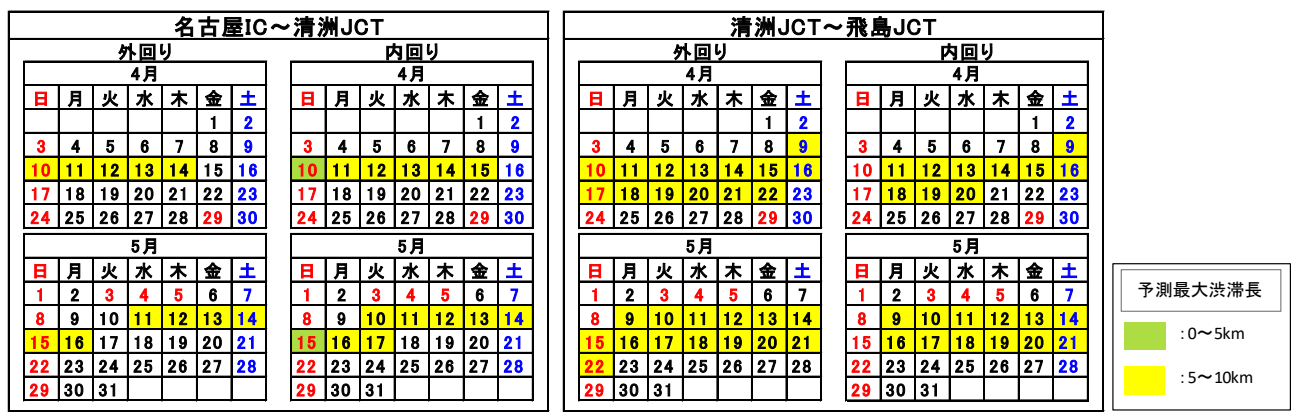 名古屋IC～清洲JCT
外回り
4月
日 月 火 水 木 金 土
1 2
3 4 5 6 7 8 9
10 11 12 13 14 15 16
17 18 19 20 21 22 23
24 25 26 27 28 29 30
5月
日 月 火 水 木 金 土
1 2 3 4 5 6 7
8 9 10 11 12 13 14
15 16 17 18 19 20 21
22 23 24 25 26 27 28
29 30 31
内回り
4月
日 月 火 水 木 金 土
1 2
3 4 5 6 7 8 9
10 11 12 13 14 15 16
17 18 19 20 21 22 23
24 25 26 27 28 29 30
5月
日 月 火 水 木 金 土
1 2 3 4 5 6 7
8 9 10 11 12 13 14
15 16 17 18 19 20 21
22 23 24 25 26 27 28
29 30 31
清洲JCT～飛島JCT
外回り
4月
日 月 火 水 木 金 土
1 2
3 4 5 6 7 8 9
10 11 12 13 14 15 16
17 18 19 20 21 22 23
24 25 26 27 28 29 30
5月
日 月 火 水 木 金 土
1 2 3 4 5 6 7
8 9 10 11 12 13 14
15 16 17 18 19 20 21
22 23 24 25 26 27 28
29 30 31
内回り
4月
日 月 火 水 木 金 土
1 2
3 4 5 6 7 8 9
10 11 12 13 14 15 16
17 18 19 20 21 22 23
24 25 26 27 28 29 30
5月
日 月 火 水 木 金 土
1 2 3 4 5 6 7
8 9 10 11 12 13 14
15 16 17 18 19 20 21
22 23 24 25 26 27 28
29 30 31
予測最大渋滞長
:0～5km
:5～10km